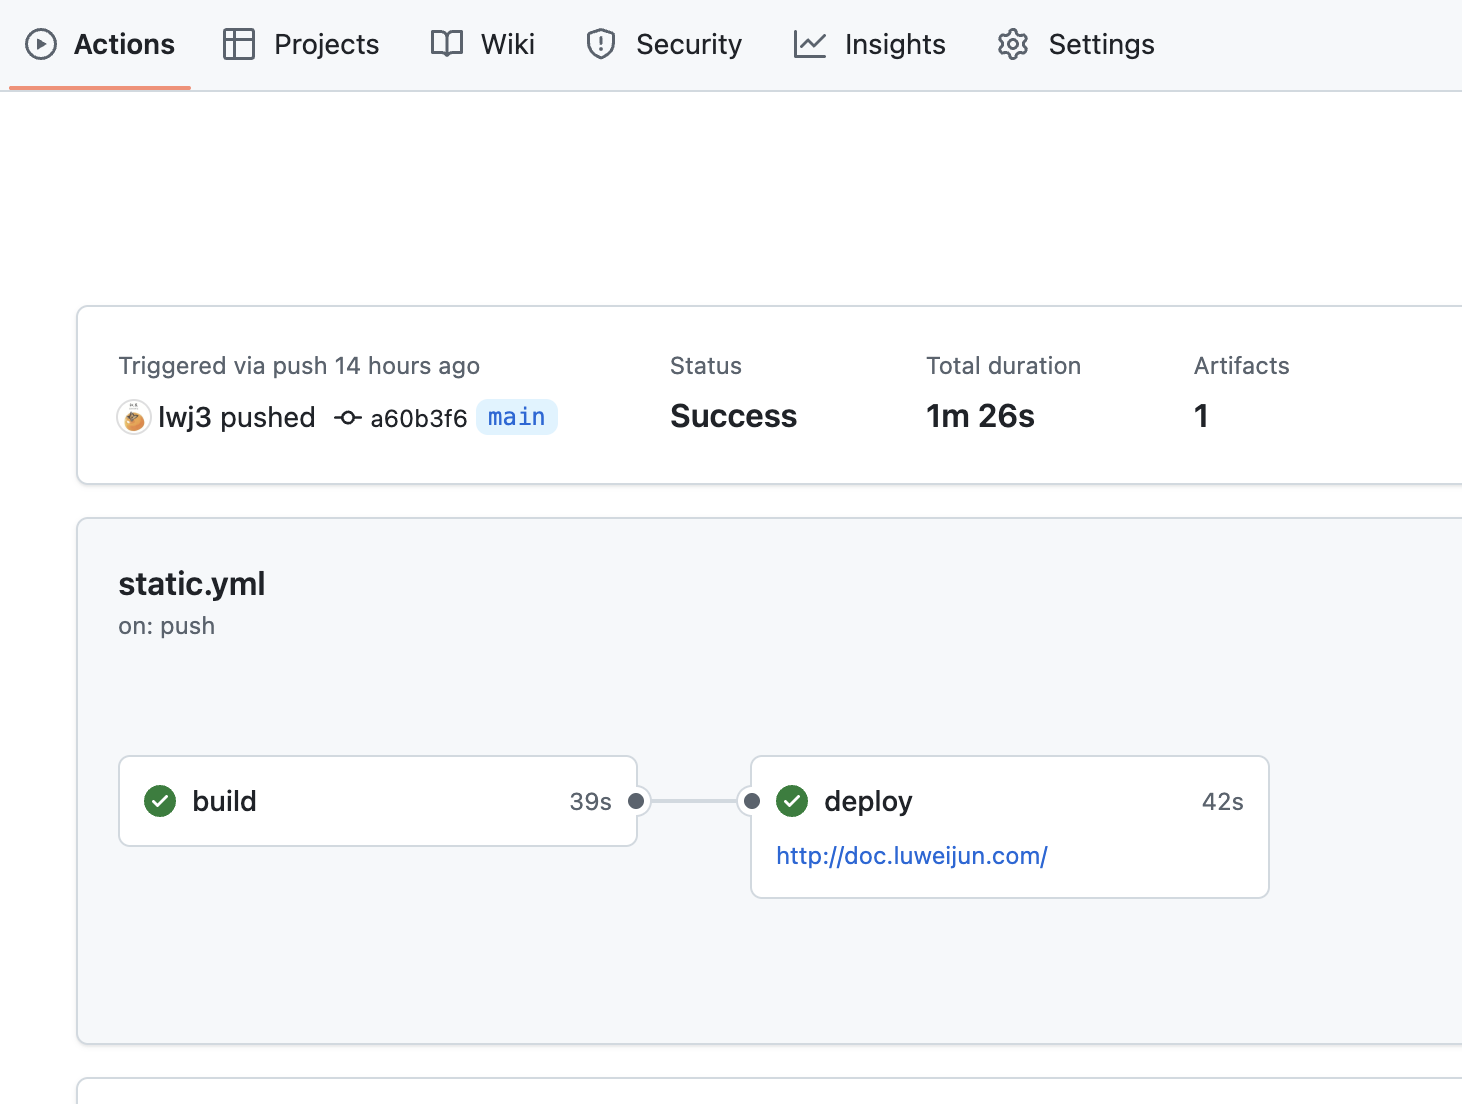 Actions Projects Wiki Security Insights Settings
Triggered via push 14 hours ago
lwj3 pushed a60b3f6 main
Status
Success
Total duration
1m 26s
Artifacts
1
static.yml
on: push
build 39s
deploy 42s
http://doc.luweijun.com/